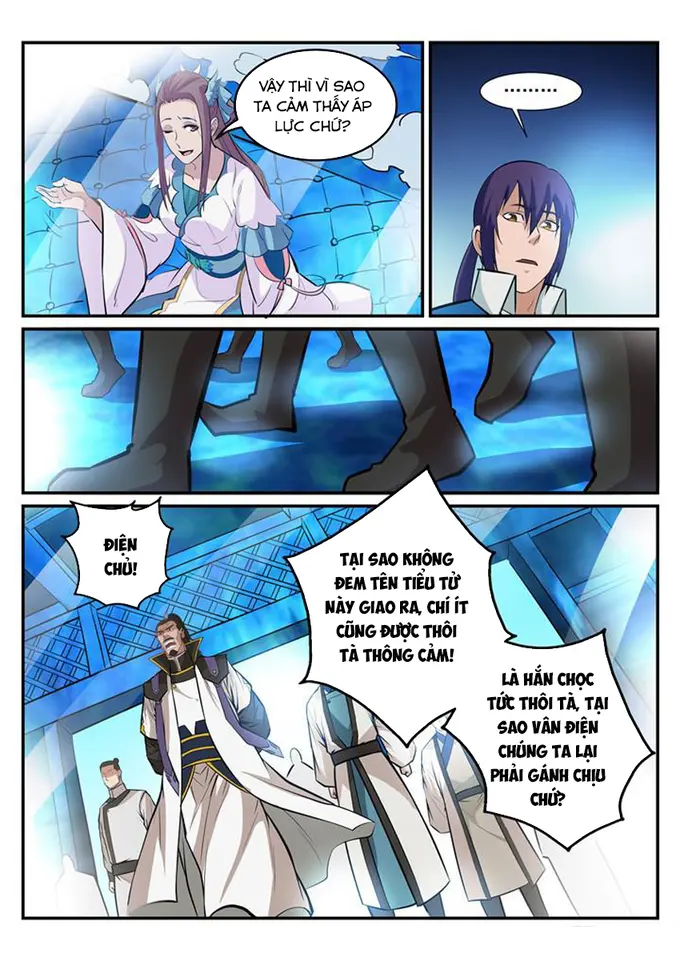 VẬY THÌ VÌ SAO
TA CẢM THẤY ÁP
LỰC CHỨ?
.........
ĐIỆN
CHỦ!
TẠI SAO KHÔNG
ĐEM TÊN TIỂU TỬ
NÀY GIAO RA, CHÍ ÍT
CŨNG ĐƯỢC THÔI
TÀ THÔNG CẢM!
LÀ HẮN CHỌC
TỨC THÔI TÀ, TẠI
SAO VÂN ĐIỆN
CHÚNG TA LẠI
PHẢI GÁNH CHỊU
CHỨ?